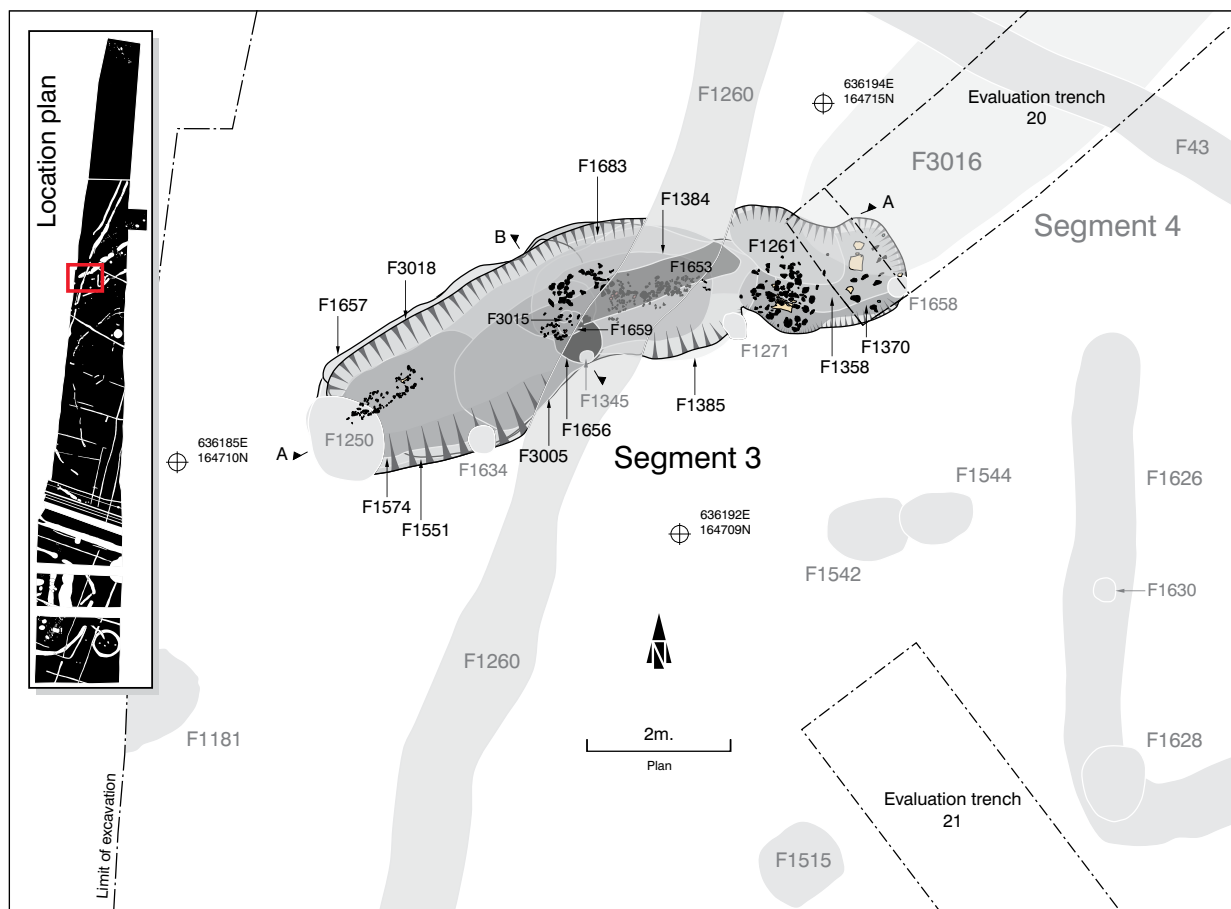 Location plan
F1260
636194E
164715N
Evaluation trench
20
F43
F3016
F1683
F1384
A
Segment 4
B
F1261
F3018
F1653
F1657
F1658
F3015
F1659
F1271
F1358
F1370
F1345
F1385
F1250
636185E
164710N
A
F1656
F1634
F3005
Segment 3
F1574
F1551
636192E
164709N
F1544
F1626
F1542
F1630
N
F1260
F1181
2m.
Plan
F1628
Evaluation trench
21
Limit of excavation
F1515